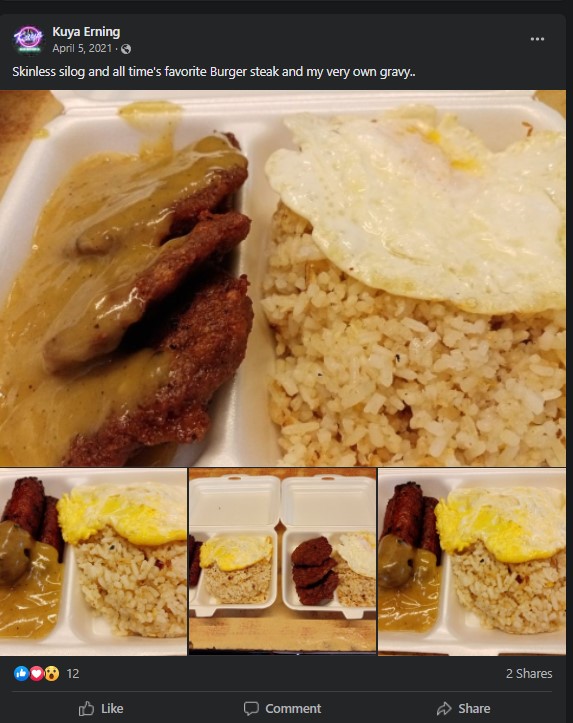 Kuya Erning
April 5, 2021 ·
Skinless silog and all time's favorite Burger steak and my very own gravy..
12
2 Shares
Like
Comment
Share